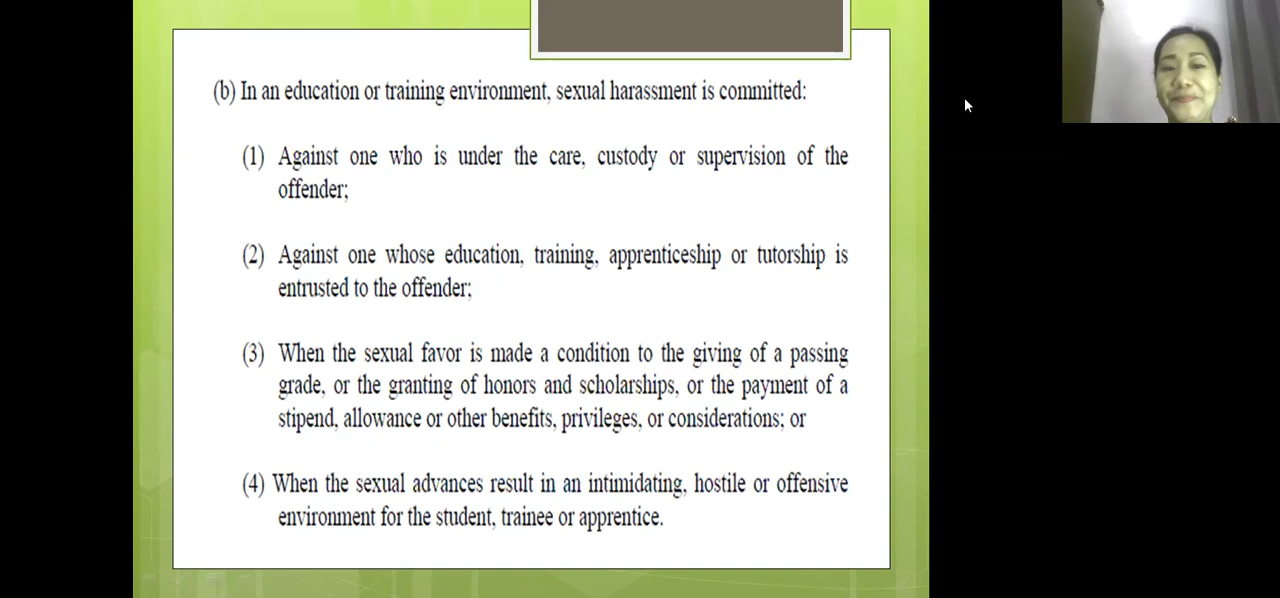 (b) In an education or training environment, sexual harassment is committed:
(1) Against one who is under the care, custody or supervision of the
offender;
(2) Against one whose education, training, apprenticeship or tutorship is
entrusted to the offender;
(3) When the sexual favor is made a condition to the giving of a passing
grade, or the granting of honors and scholarships, or the payment of a
stipend, allowance or other benefits, privileges, or considerations; or
(4) When the sexual advances result in an intimidating, hostile or offensive
environment for the student, trainee or apprentice.